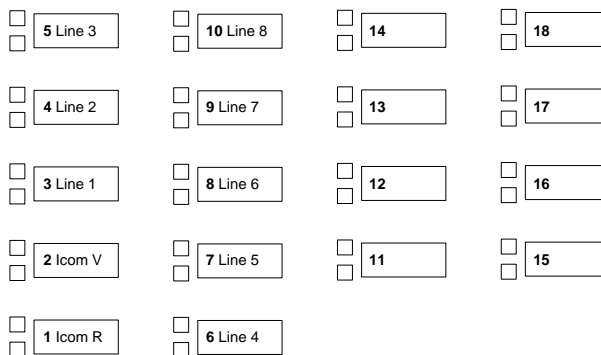 5 Line 3 10 Line 8 14 18
4 Line 2 9 Line 7 13 17
3 Line 1 8 Line 6 12 16
2 Icom V 7 Line 5 11 15
1 Icom R 6 Line 4